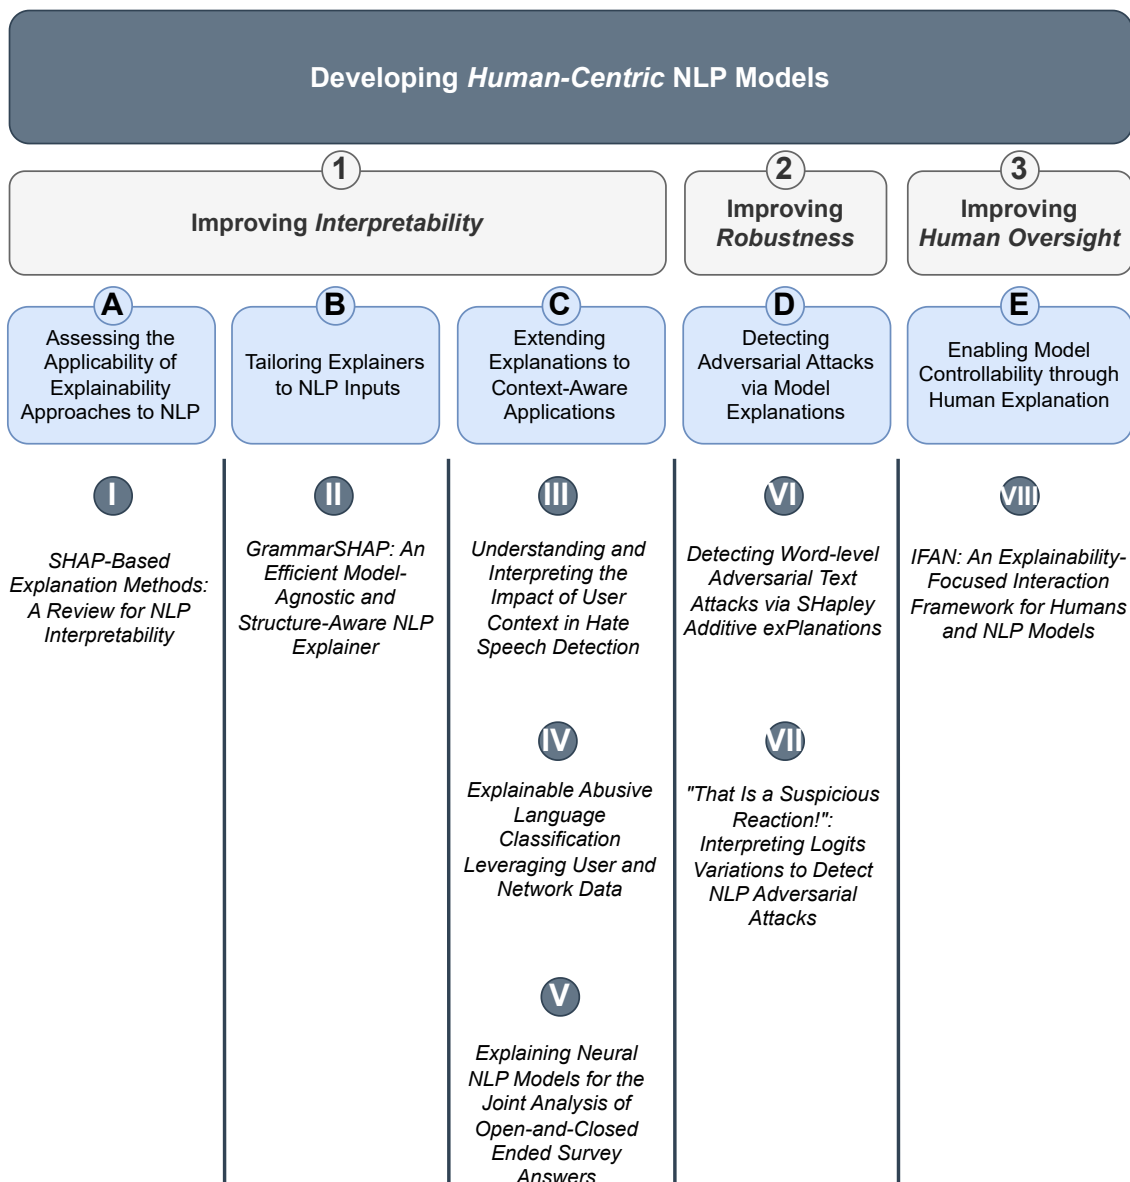 Developing Human-Centric NLP Models
1
Improving Interpretability
2
Improving
Robustness
3
Improving
Human Oversight
A
Assessing the
Applicability of
Explainability
Approaches to NLP
B
Tailoring Explainers
to NLP Inputs
C
Extending
Explanations to
Context-Aware
Applications
D
Detecting
Adversarial Attacks
via Model
Explanations
E
Enabling Model
Controllability through
Human Explanation
I
SHAP-Based
Explanation Methods:
A Review for NLP
Interpretability
II
GrammarSHAP: An
Efficient Model-
Agnostic and
Structure-Aware NLP
Explainer
III
Understanding and
Interpreting the
Impact of User
Context in Hate
Speech Detection
IV
Explainable Abusive
Language
Classification
Leveraging User and
Network Data
V
Explaining Neural
NLP Models for the
Joint Analysis of
Open-and-Closed
Ended Survey
Answers
VI
Detecting Word-level
Adversarial Text
Attacks via SHapley
Additive exPlanations
VII
"That Is a Suspicious
Reaction!":
Interpreting Logits
Variations to Detect
NLP Adversarial
Attacks
VIII
IFAN: An Explainability-
Focused Interaction
Framework for Humans
and NLP Models